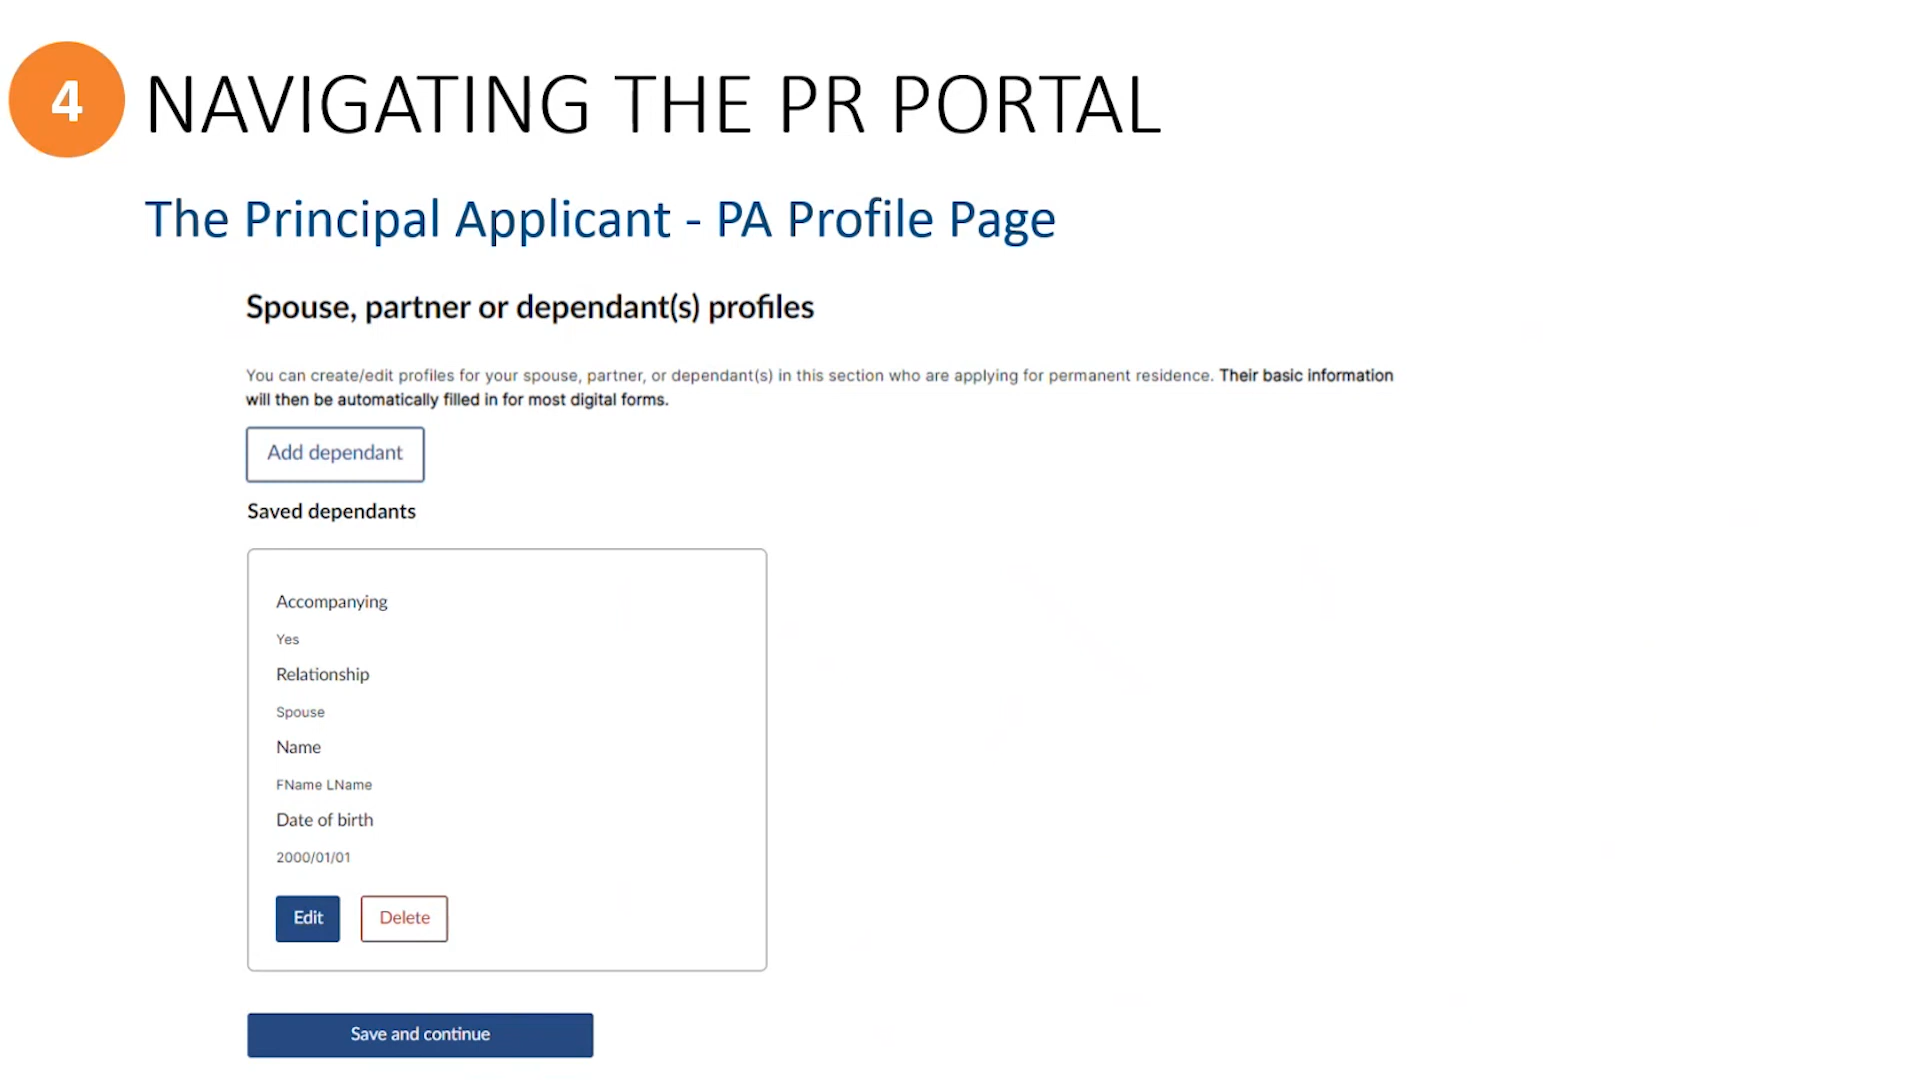 4
NAVIGATING THE PR PORTAL
The Principal Applicant - PA Profile Page
Spouse, partner or dependant(s) profiles
You can create/edit profiles for your spouse, partner, or dependant(s) in this section who are applying for permanent residence. Their basic information
will then be automatically filled in for most digital forms.
Add dependant
Saved dependants
Accompanying
Yes
Relationship
Spouse
Name
FName LName
Date of birth
2000/01/01
Edit Delete
Save and continue